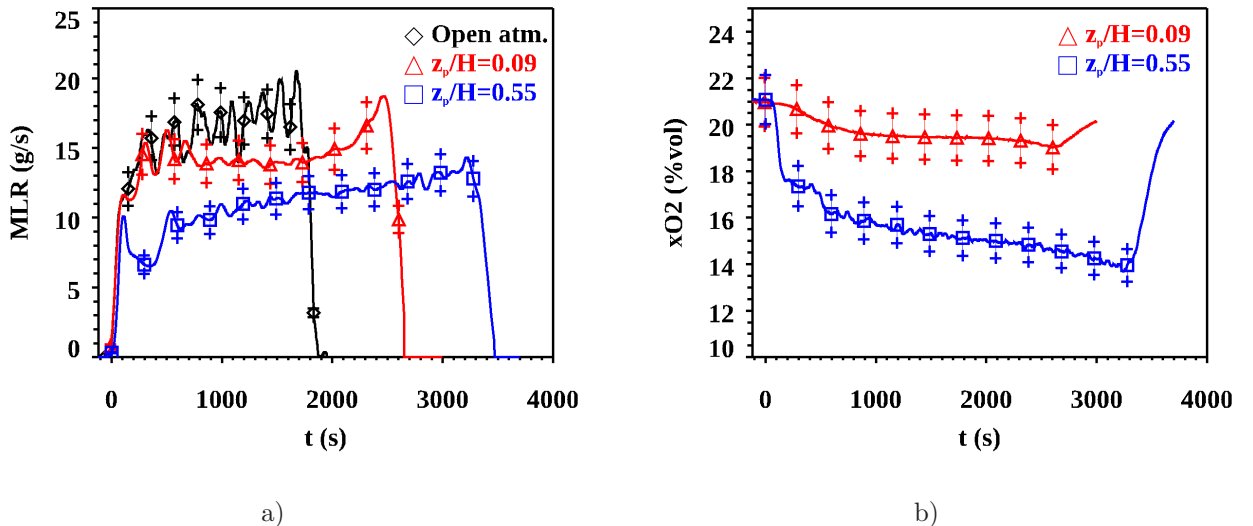 25
20
15
10
5
0
MLR (g/s)
0 1000 2000 3000 4000
t (s)
Open atm.
zp/H=0.09
zp/H=0.55
a)
24
22
20
18
16
14
12
10
xO2 (%vol)
0 1000 2000 3000 4000
t (s)
zp/H=0.09
zp/H=0.55
b)